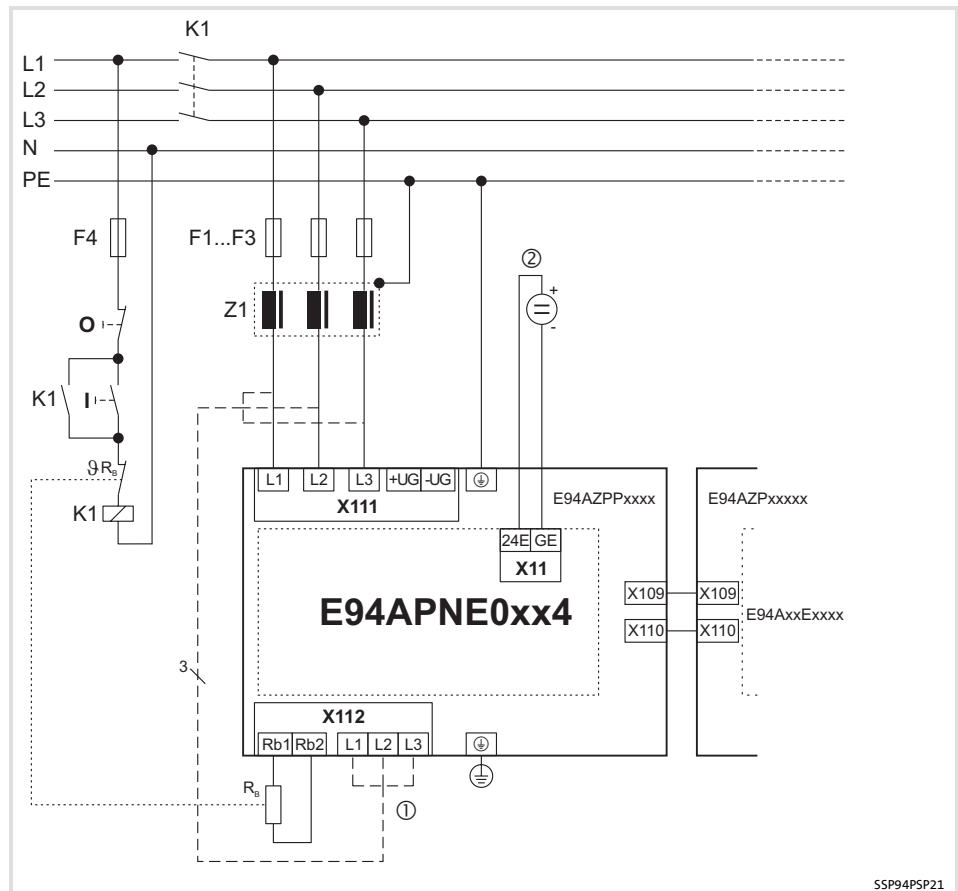 K1
L1
L2
L3
N
PE
F4
F1...F3
②
+
Z1
=
-
O
K1
I
ϑ R_B
K1
L1 L2 L3 +UG -UG
X111
E94AZPPxxxx
E94AZPxxxxx
24E GE
X11
E94APNE0xx4
X109 X109
E94AxxExxxx
X110 X110
3
X112
Rb1 Rb2 L1 L2 L3
R_B
①
SSP94PSP21